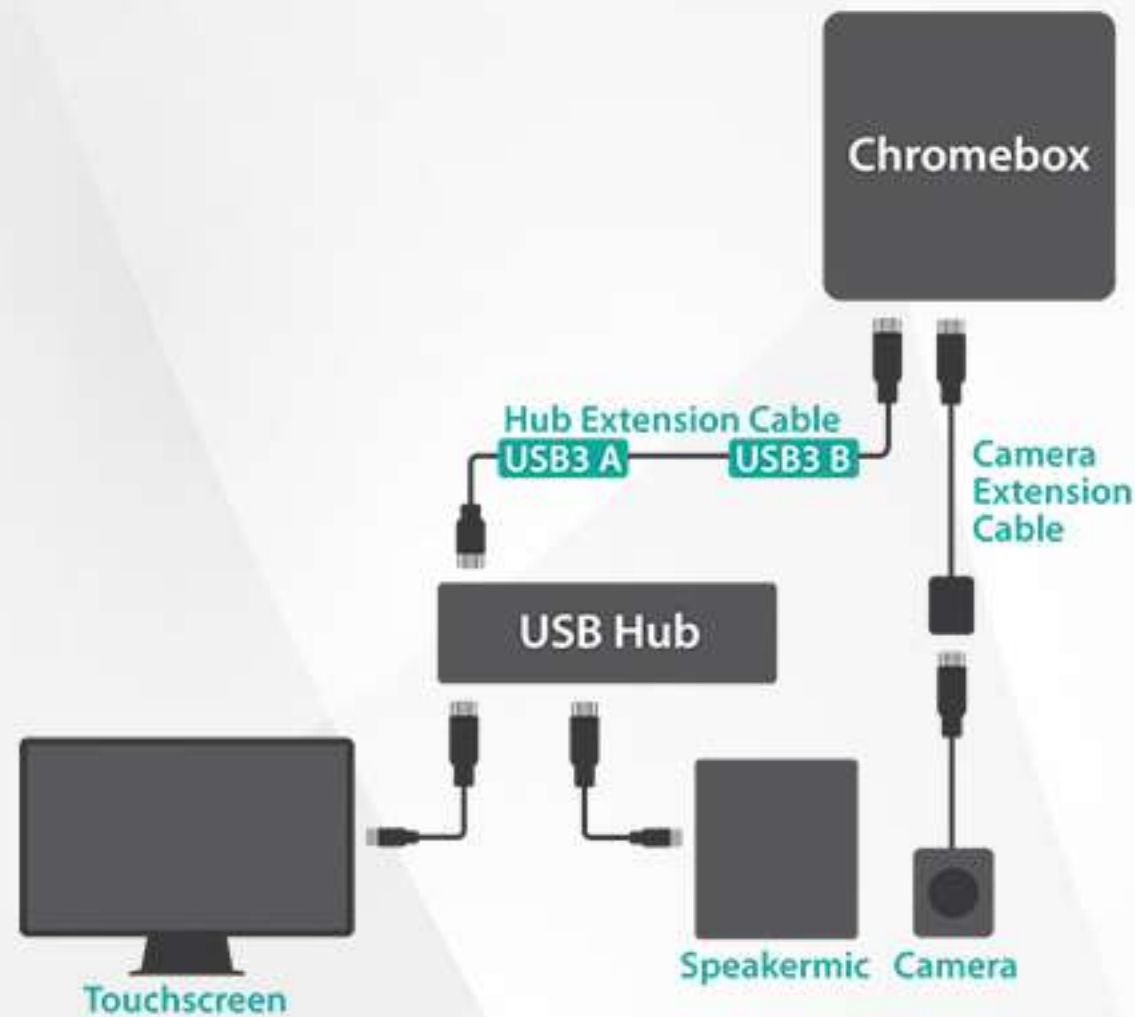 Chromebox
Hub Extension Cable
USB3 A
USB3 B
Camera
Extension
Cable
USB Hub
Speakermic
Camera
Touchscreen